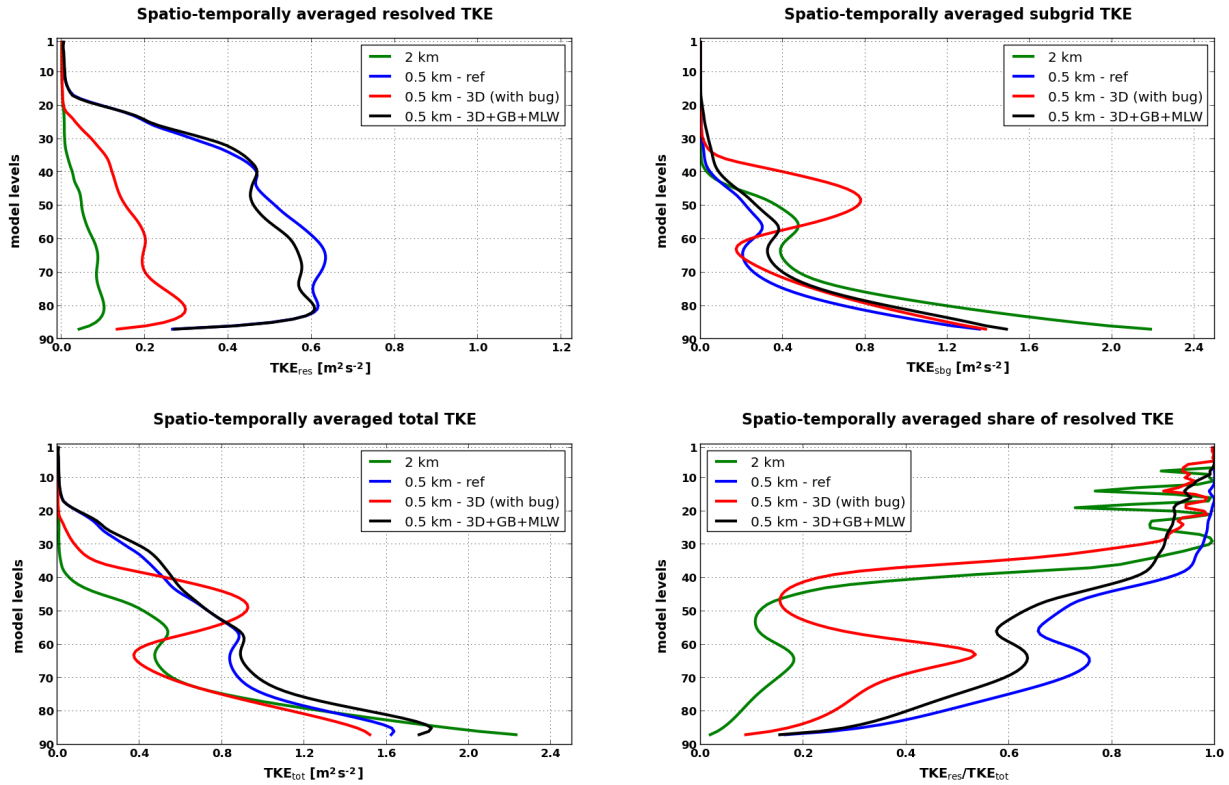 Spatio-temporally averaged resolved TKE
1
10
20
30
40
50
60
70
80
90
model levels
2 km
0.5 km - ref
0.5 km - 3D (with bug)
0.5 km - 3D+GB+MLW
0.0 0.2 0.4 0.6 0.8 1.0 1.2
TKEres [m²s⁻²]
Spatio-temporally averaged subgrid TKE
1
10
20
30
40
50
60
70
80
90
model levels
2 km
0.5 km - ref
0.5 km - 3D (with bug)
0.5 km - 3D+GB+MLW
0.0 0.4 0.8 1.2 1.6 2.0 2.4
TKEsbg [m²s⁻²]
Spatio-temporally averaged total TKE
1
10
20
30
40
50
60
70
80
90
model levels
2 km
0.5 km - ref
0.5 km - 3D (with bug)
0.5 km - 3D+GB+MLW
0.0 0.4 0.8 1.2 1.6 2.0 2.4
TKEtot [m²s⁻²]
Spatio-temporally averaged share of resolved TKE
1
10
20
30
40
50
60
70
80
90
model levels
2 km
0.5 km - ref
0.5 km - 3D (with bug)
0.5 km - 3D+GB+MLW
0.0 0.2 0.4 0.6 0.8 1.0
TKEres/TKEtot